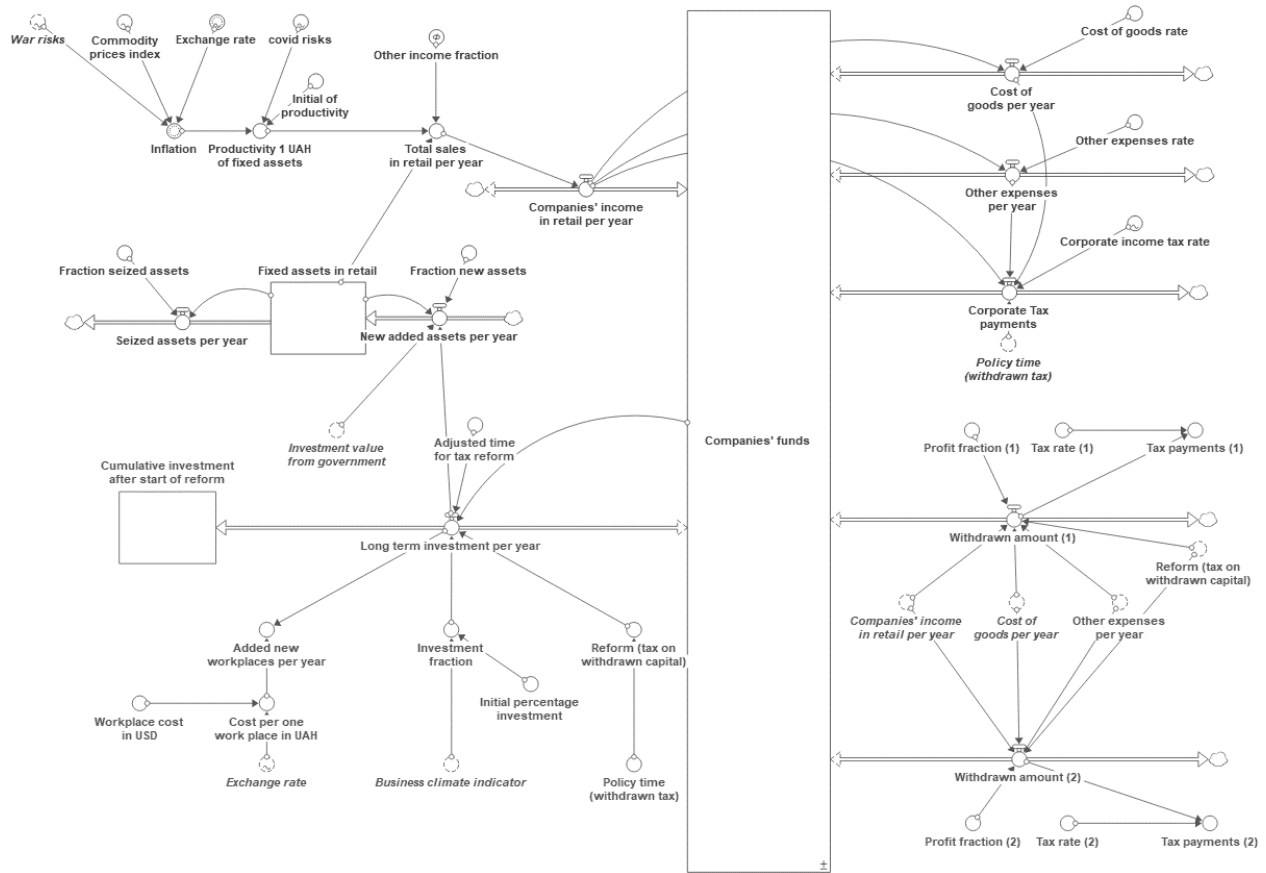 War risks
Commodity
prices index
Exchange rate
covid risks
Other income fraction
Initial of
productivity
Inflation
Productivity 1 UAH
of fixed assets
Total sales
in retail per year
Companies' income
in retail per year
Cost of goods rate
Cost of
goods per year
Other expenses rate
Other expenses
per year
Corporate income tax rate
Corporate Tax
payments
Policy time
(withdrawn tax)
Fraction seized assets
Fixed assets in retail
Fraction new assets
Seized assets per year
New added assets per year
Investment value
from government
Adjusted time
for tax reform
Companies' funds
Cumulative investment
after start of reform
Long term investment per year
Added new
workplaces per year
Investment
fraction
Reform (tax on
withdrawn capital)
Initial percentage
investment
Workplace cost
in USD
Cost per one
work place in UAH
Exchange rate
Business climate indicator
Policy time
(withdrawn tax)
Profit fraction (1)
Tax rate (1)
Tax payments (1)
Withdrawn amount (1)
Reform (tax on
withdrawn capital)
Companies' income
in retail per year
Cost of
goods per year
Other expenses
per year
Withdrawn amount (2)
Profit fraction (2)
Tax rate (2)
Tax payments (2)
±